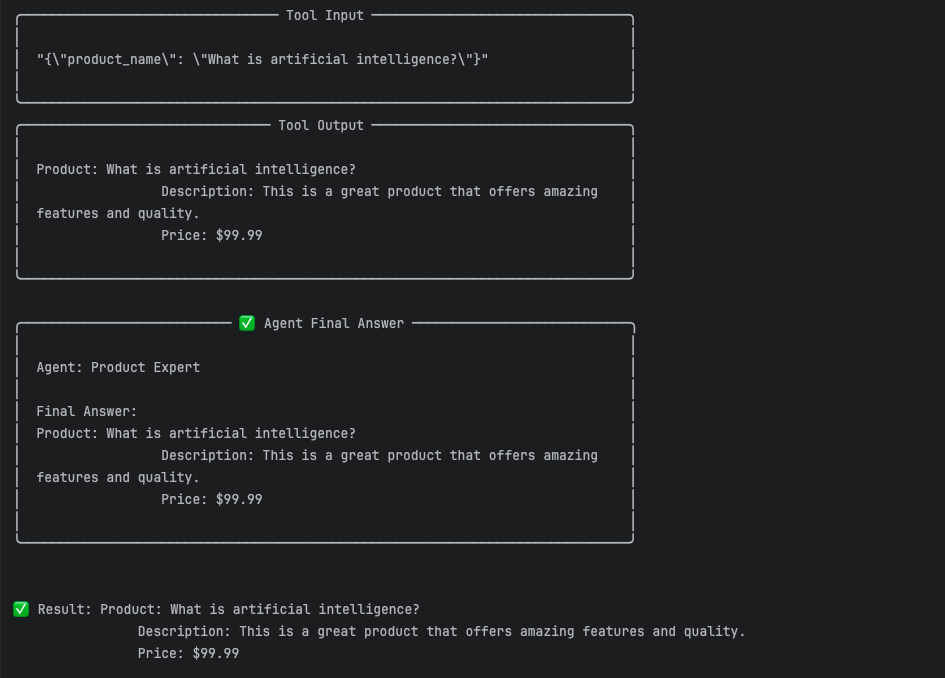 Tool Input
"{\"product_name\": \"What is artificial intelligence?\"}"
Tool Output
Product: What is artificial intelligence?
Description: This is a great product that offers amazing
features and quality.
Price: $99.99
✅ Agent Final Answer
Agent: Product Expert
Final Answer:
Product: What is artificial intelligence?
Description: This is a great product that offers amazing
features and quality.
Price: $99.99
✅ Result: Product: What is artificial intelligence?
Description: This is a great product that offers amazing features and quality.
Price: $99.99